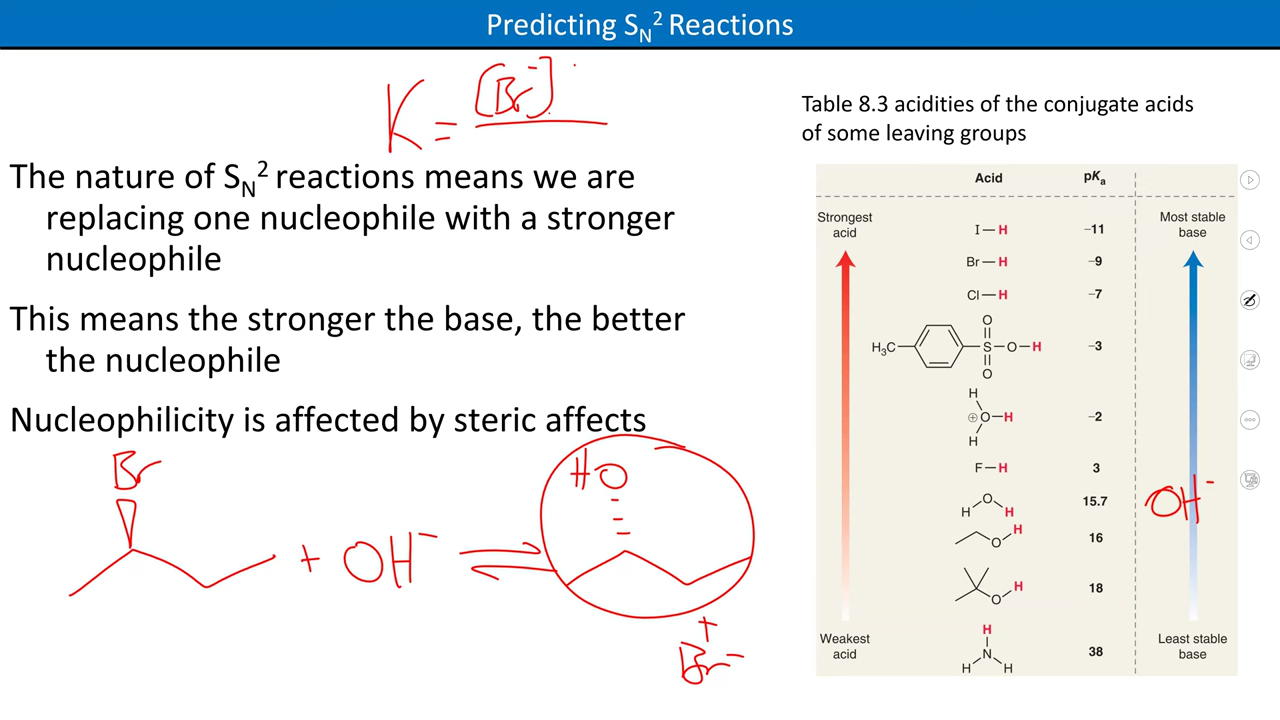 Predicting SN2 Reactions
K = [Br-]
The nature of SN2 reactions means we are
replacing one nucleophile with a stronger
nucleophile
This means the stronger the base, the better
the nucleophile
Nucleophilicity is affected by steric affects
Br
+ OH-
HO
+
Br-
Table 8.3 acidities of the conjugate acids
of some leaving groups
Acid pKa
Strongest
acid
Most stable
base
I—H −11
Br—H −9
Cl—H −7
O
H3C S—O—H −3
O
H
⊕O—H −2
H
F—H 3
O
H H 15.7
OH-
H
O 16
H
O 18
H
N 38
H H
Weakest
acid
Least stable
base